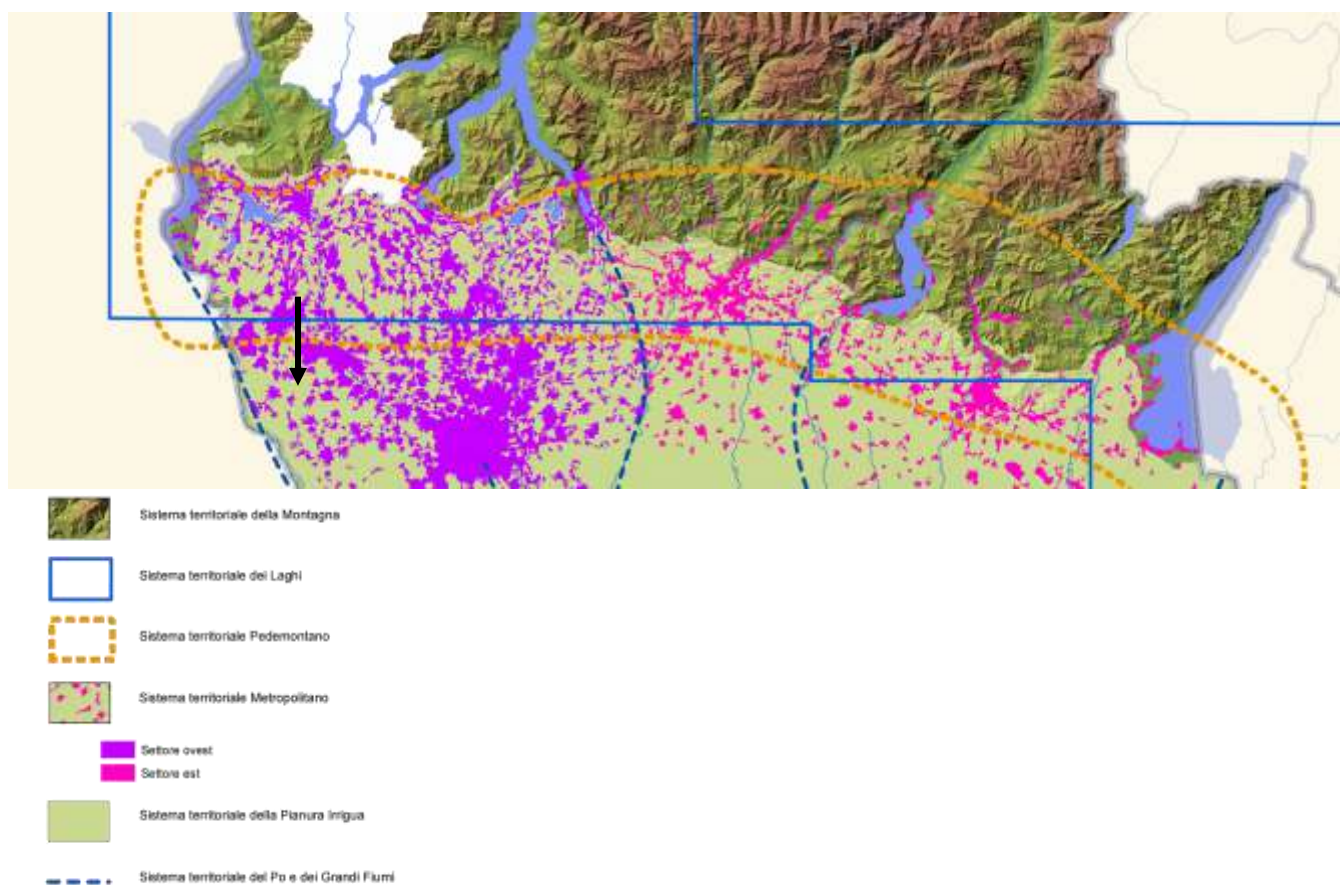 Sistema territoriale della Montagna
Sistema territoriale dei Laghi
Sistema territoriale Pedemontano
Sistema territoriale Metropolitano
Settore ovest
Settore est
Sistema territoriale della Pianura Irrigua
Sistema territoriale del Po e dei Grandi Fiumi